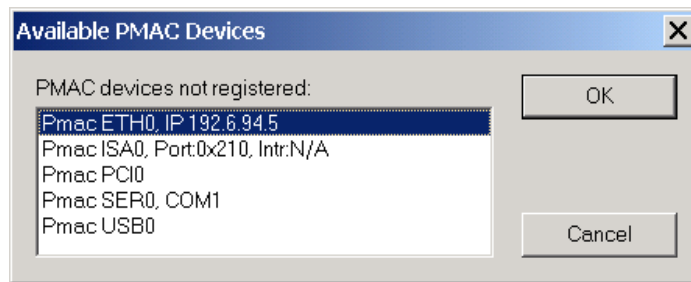 Available PMAC Devices
PMAC devices not registered:
Pmac ETH0, IP 192.6.94.5
Pmac ISA0, Port:0x210, Intr:N/A
Pmac PCI0
Pmac SER0, COM1
Pmac USB0
OK
Cancel